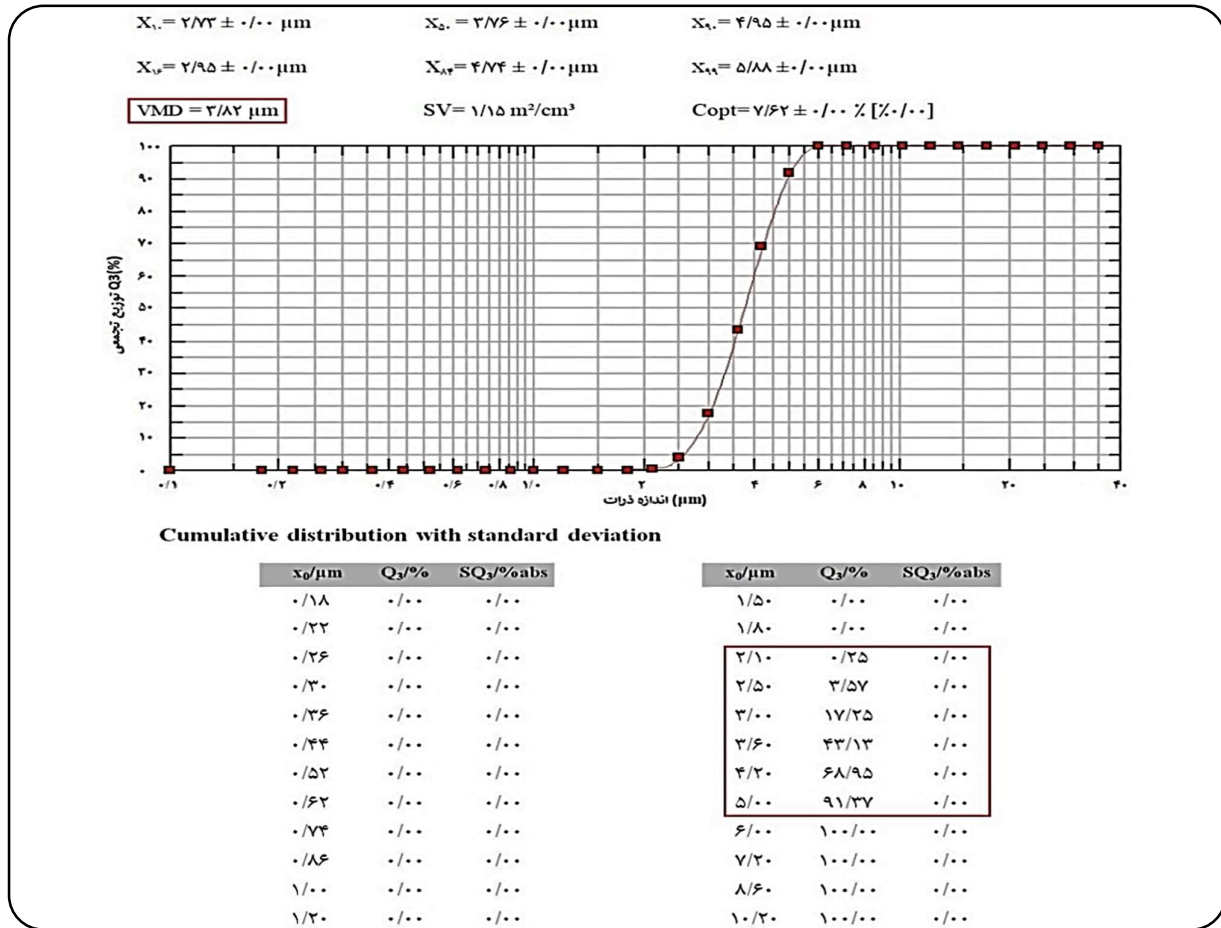 X₁.= ۲/۷۳ ± ۰/۰۰ µm X₅. = ۳/۷۶ ± ۰/۰۰ µm X₉. = ۴/۹۵ ± ۰/۰۰ µm
X₁₆= ۲/۹۵ ± ۰/۰۰µm X₈₄= ۴/۷۴ ± ۰/۰۰µm X₉₉= ۵/۸۸ ±۰/۰۰µm
VMD = ۳/۸۲ µm SV= ۱/۱۵ m²/cm³ Copt= ۷/۶۲ ± ۰/۰۰ ٪ [٪۰/۰۰]
۱۰۰
۹۰
۸۰
۷۰
۶۰
۵۰
۴۰
۳۰
۲۰
۱۰
۰
توزیع تجمعی Q3(%)
۰/۱ ۰/۲ ۰/۴ ۰/۶ ۰/۸ ۱/۰ ۲ ۴ ۶ ۸ ۱۰ ۲۰ ۴۰
اندازه ذرات (µm)
Cumulative distribution with standard deviation
x₀/µm Q₃/% SQ₃/%abs x₀/µm Q₃/% SQ₃/%abs
۰/۱۸ ۰/۰۰ ۰/۰۰ ۱/۵۰ ۰/۰۰ ۰/۰۰
۰/۲۲ ۰/۰۰ ۰/۰۰ ۱/۸۰ ۰/۰۰ ۰/۰۰
۰/۲۶ ۰/۰۰ ۰/۰۰ ۲/۱۰ ۰/۲۵ ۰/۰۰
۰/۳۰ ۰/۰۰ ۰/۰۰ ۲/۵۰ ۳/۵۷ ۰/۰۰
۰/۳۶ ۰/۰۰ ۰/۰۰ ۳/۰۰ ۱۷/۲۵ ۰/۰۰
۰/۴۴ ۰/۰۰ ۰/۰۰ ۳/۶۰ ۴۳/۱۳ ۰/۰۰
۰/۵۲ ۰/۰۰ ۰/۰۰ ۴/۲۰ ۶۸/۹۵ ۰/۰۰
۰/۶۲ ۰/۰۰ ۰/۰۰ ۵/۰۰ ۹۱/۳۷ ۰/۰۰
۰/۷۴ ۰/۰۰ ۰/۰۰ ۶/۰۰ ۱۰۰/۰۰ ۰/۰۰
۰/۸۶ ۰/۰۰ ۰/۰۰ ۷/۲۰ ۱۰۰/۰۰ ۰/۰۰
۱/۰۰ ۰/۰۰ ۰/۰۰ ۸/۶۰ ۱۰۰/۰۰ ۰/۰۰
۱/۲۰ ۰/۰۰ ۰/۰۰ ۱۰/۲۰ ۱۰۰/۰۰ ۰/۰۰